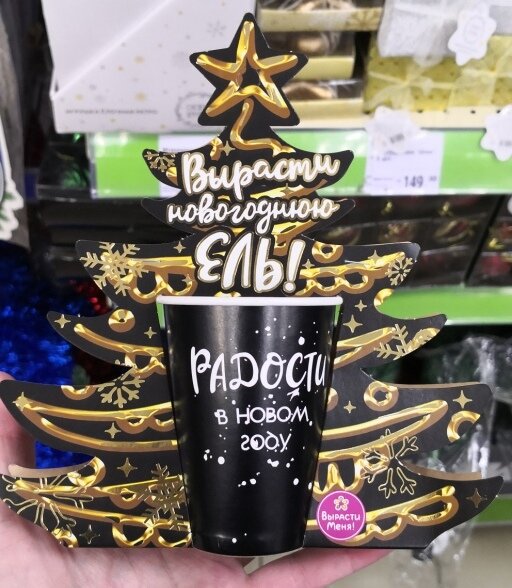 Вырасти
новогоднюю
ЕЛЬ!
РАДОСТИ
В НОВОМ
ГОДУ
ВЫРАСТИ
МЕНЯ!
149